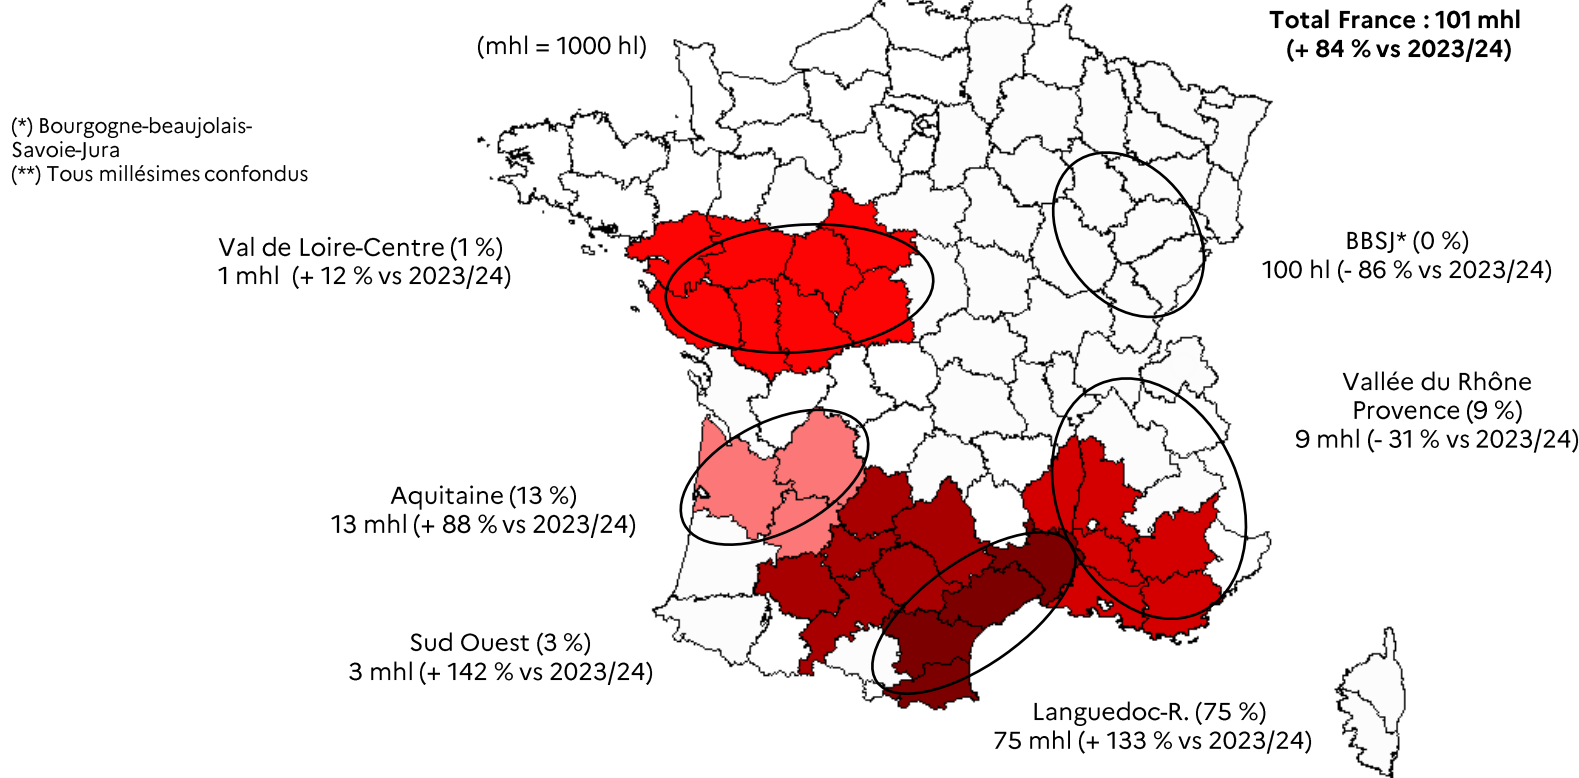 Total France : 101 mhl
(+ 84 % vs 2023/24)
(mhl = 1000 hl)
(*) Bourgogne-beaujolais-
Savoie-Jura
(**) Tous millésimes confondus
Val de Loire-Centre (1 %)
1 mhl (+ 12 % vs 2023/24)
BBSJ* (0 %)
100 hl (- 86 % vs 2023/24)
Vallée du Rhône
Provence (9 %)
9 mhl (- 31 % vs 2023/24)
Aquitaine (13 %)
13 mhl (+ 88 % vs 2023/24)
Sud Ouest (3 %)
3 mhl (+ 142 % vs 2023/24)
Languedoc-R. (75 %)
75 mhl (+ 133 % vs 2023/24)